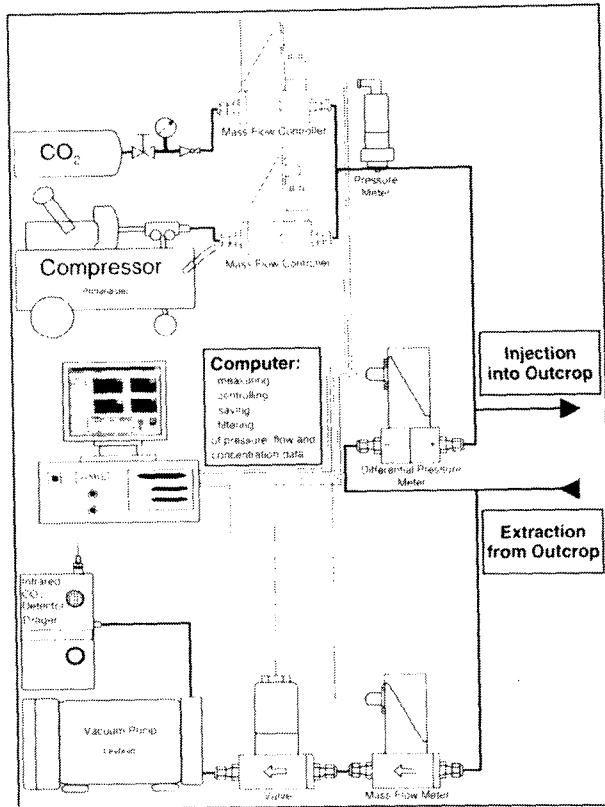 CO2
Mass Flow Controller
Pressure
Meter
Compressor
Mass Flow Controller
Computer:
measuring
controlling
saving
filtering
of pressure, flow and
concentration data
Injection
into Outcrop
Differential Pressure
Meter
Extraction
from Outcrop
Infrared
CO2
Detector
Dräger
Vacuum Pump
Leybold
Valve
Mass Flow Meter